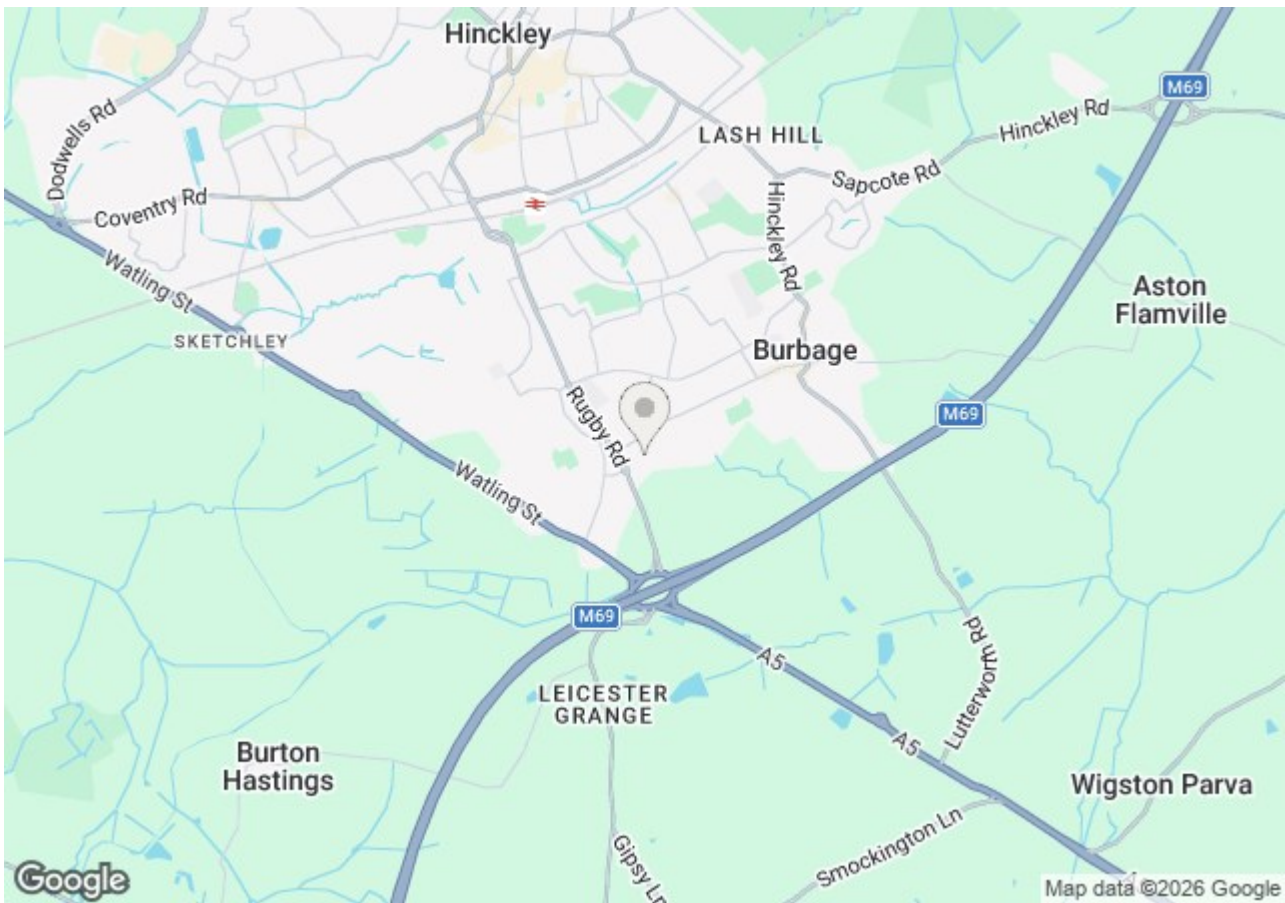 Hinckley
M69
Dodwells Rd
LASH HILL
Hinckley Rd
Sapcote Rd
Coventry Rd
Hinckley Rd
Watling St
Aston
Flamville
SKETCHLEY
Burbage
Rugby Rd
M69
Watling St
M69
A5
Lutterworth Rd
LEICESTER
GRANGE
A5
Burton
Hastings
Wigston Parva
Smockington Ln
Gipsy Ln
Google
Map data ©2026 Google